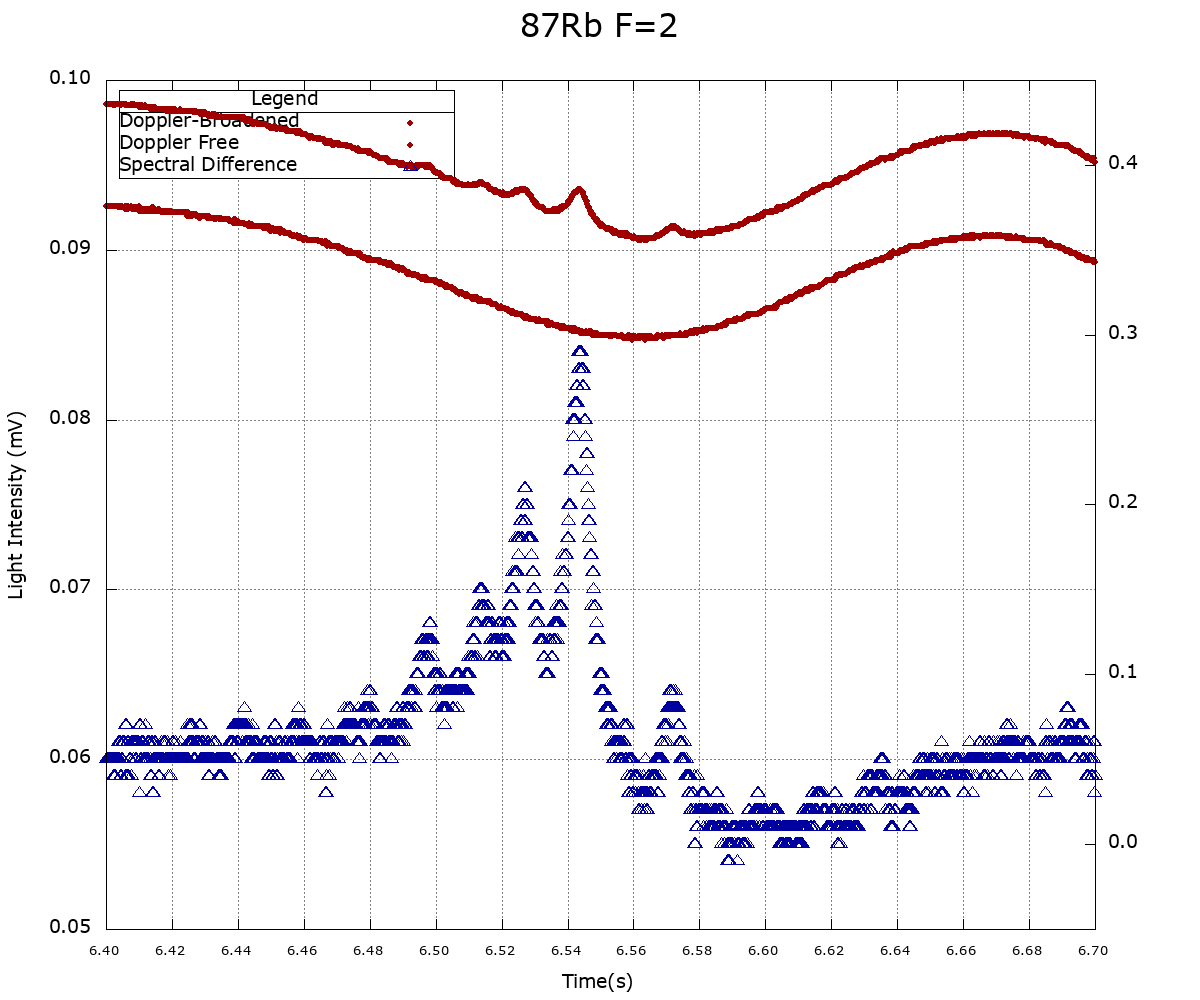 87Rb F=2
Legend
Doppler-Broadened
Doppler Free
Spectral Difference
Light Intensity (mV)
0.10
0.09
0.08
0.07
0.06
0.05
0.4
0.3
0.2
0.1
0.0
6.40 6.42 6.44 6.46 6.48 6.50 6.52 6.54 6.56 6.58 6.60 6.62 6.64 6.66 6.68 6.70
Time(s)